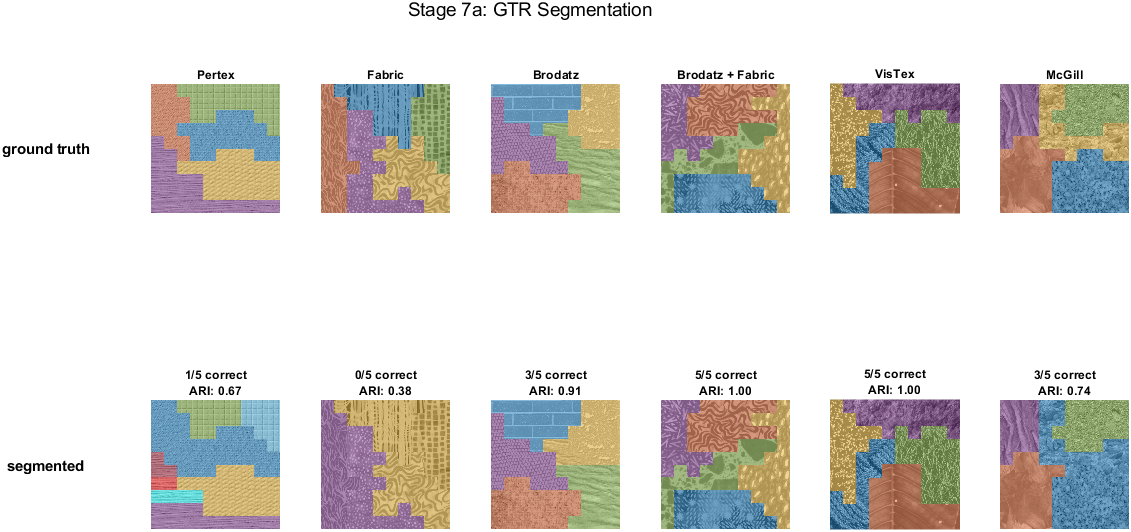 Stage 7a: GTR Segmentation
Pertex
Fabric
Brodatz
Brodatz + Fabric
VisTex
McGill
ground truth
1/5 correct
ARI: 0.67
0/5 correct
ARI: 0.38
3/5 correct
ARI: 0.91
5/5 correct
ARI: 1.00
5/5 correct
ARI: 1.00
3/5 correct
ARI: 0.74
segmented